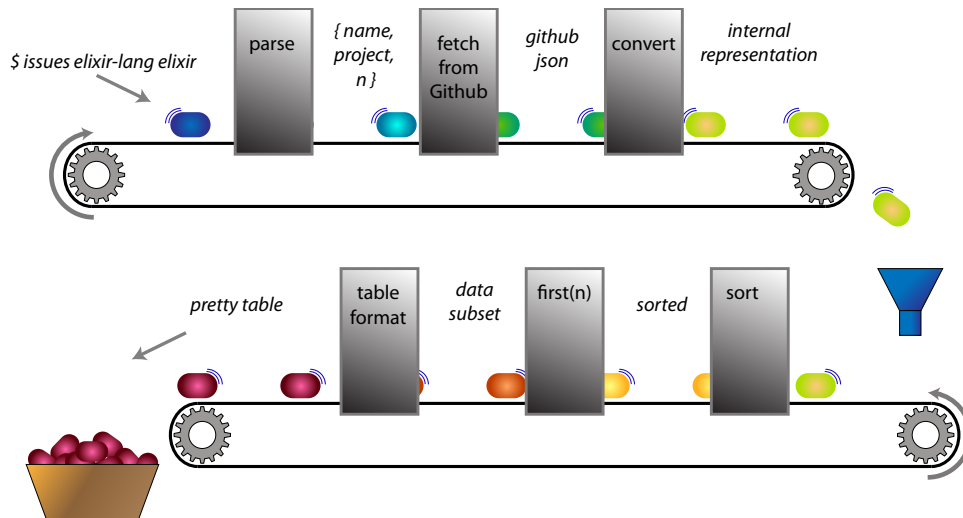 $ issues elixir-lang elixir
parse
{ name,
project,
n }
fetch
from
Github
github
json
convert
internal
representation
pretty table
table
format
data
subset
first(n)
sorted
sort